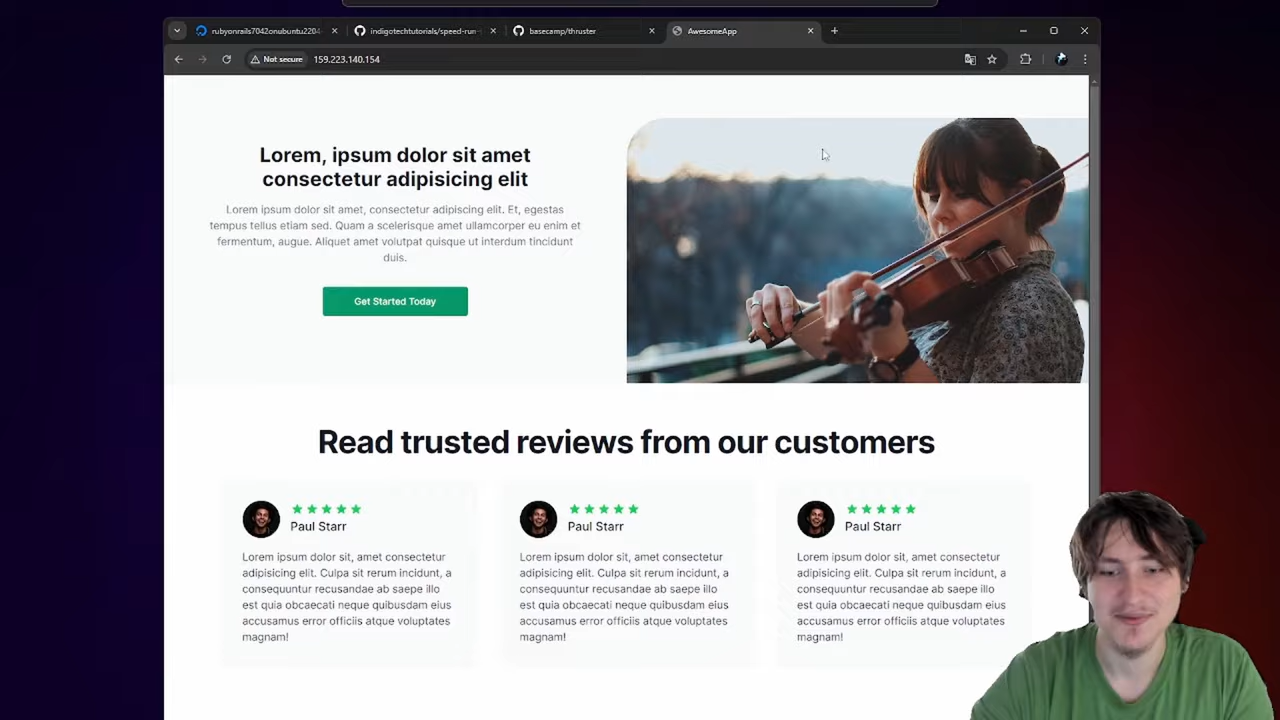 rubyonrails7042onubuntu2204
indigotechtutorials/speed-run-
basecamp/thruster
AwesomeApp
Not secure
159.223.140.154
Lorem, ipsum dolor sit amet
consectetur adipisicing elit
Lorem ipsum dolor sit amet, consectetur adipiscing elit. Et, egestas
tempus tellus etiam sed. Quam a scelerisque amet ullamcorper eu enim et
fermentum, augue. Aliquet amet volutpat quisque ut interdum tincidunt
duis.
Get Started Today
Read trusted reviews from our customers
Paul Starr
Lorem ipsum dolor sit, amet consectetur
adipisicing elit. Culpa sit rerum incidunt, a
consequuntur recusandae ab saepe illo
est quia obcaecati neque quibusdam eius
accusamus error officiis atque voluptates
magnam!
Paul Starr
Lorem ipsum dolor sit, amet consectetur
adipisicing elit. Culpa sit rerum incidunt, a
consequuntur recusandae ab saepe illo
est quia obcaecati neque quibusdam eius
accusamus error officiis atque voluptates
magnam!
Paul Starr
Lorem ipsum dolor sit, amet consectetur
adipisicing elit. Culpa sit rerum incidunt, a
consequuntur recusandae ab saepe illo
est quia obcaecati neque quibusdam eius
accusamus error officiis atque voluptates
magnam!